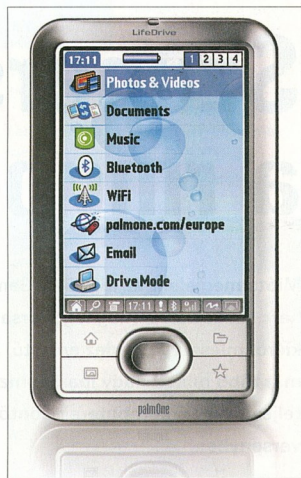 LifeDrive
17:11 1 2 3 4
Photos & Videos
Documents
Music
Bluetooth
WiFi
palmone.com/europe
Email
Drive Mode
17:11
palmOne